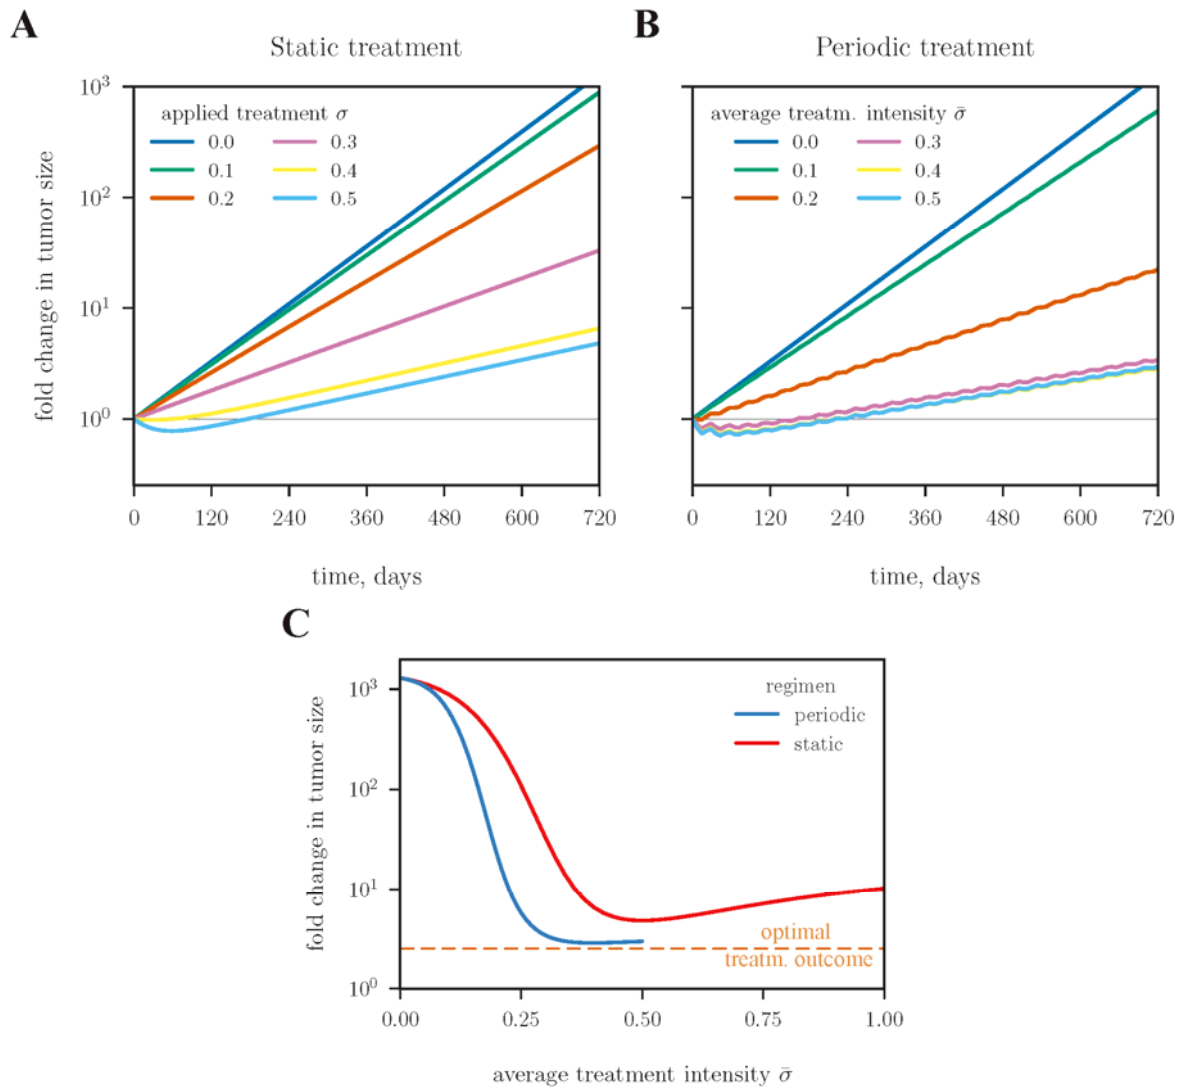 A
Static treatment
fold change in tumor size
10³
10²
10¹
10⁰
applied treatment σ
0.0 0.3
0.1 0.4
0.2 0.5
0 120 240 360 480 600 720
time, days
B
Periodic treatment
average treatm. intensity σ̄
0.0 0.3
0.1 0.4
0.2 0.5
0 120 240 360 480 600 720
time, days
C
fold change in tumor size
10³
10²
10¹
10⁰
regimen
periodic
static
optimal
treatm. outcome
0.00 0.25 0.50 0.75 1.00
average treatment intensity σ̄